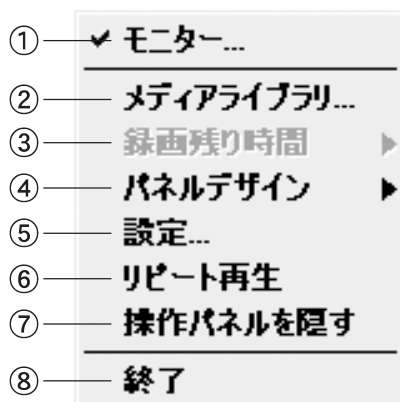 ① ✓ モニター...
② メディアライブラリ...
③ 録画残り時間 ▶
④ パネルデザイン ▶
⑤ 設定...
⑥ リピート再生
⑦ 操作パネルを隠す
⑧ 終了